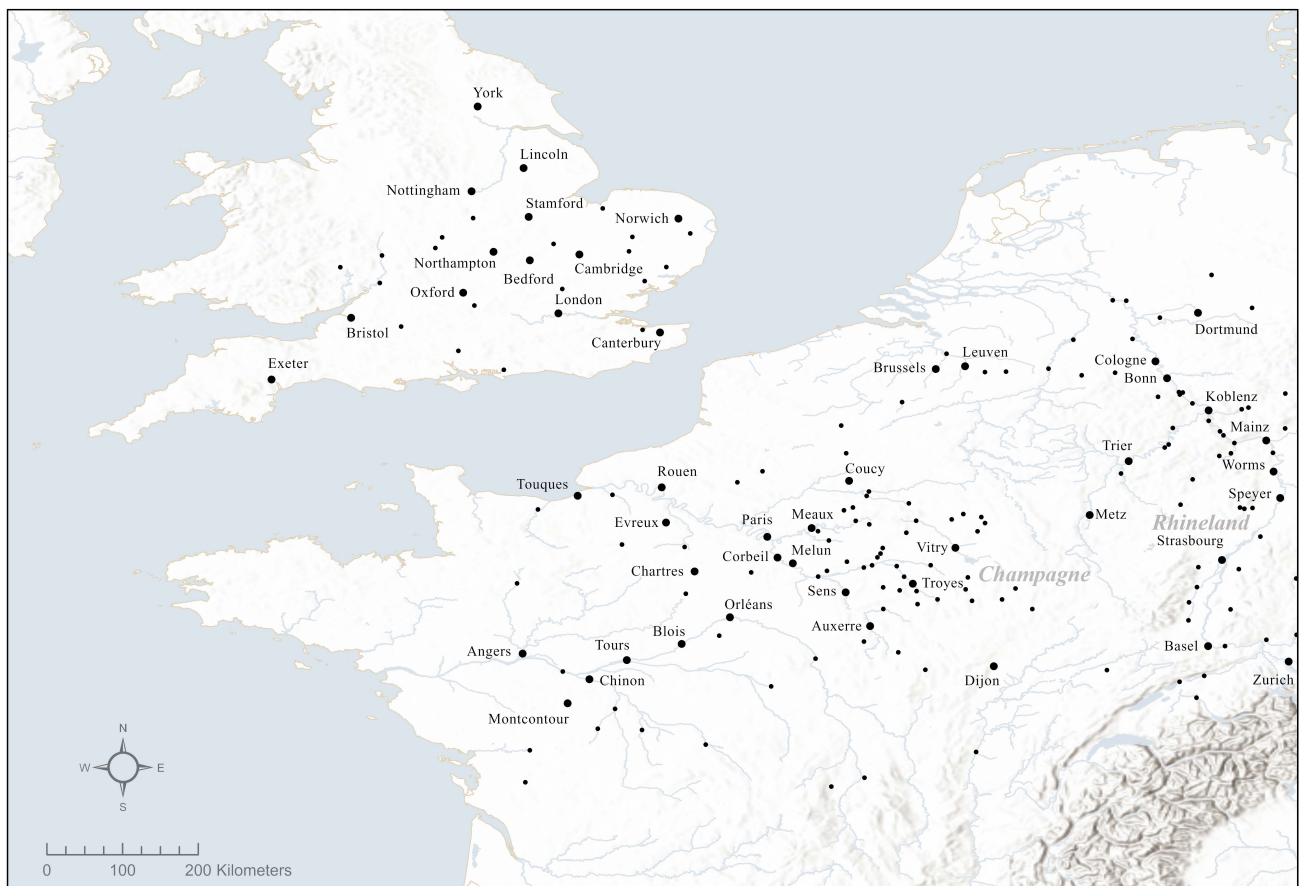 York
Lincoln
Nottingham
Stamford
Norwich
Northampton
Cambridge
Bedford
Oxford
London
Bristol
Canterbury
Exeter
Dortmund
Leuven
Brussels
Cologne
Bonn
Koblenz
Mainz
Trier
Worms
Coucy
Rouen
Touques
Speyer
Metz
Evreux
Paris
Meaux
Rhineland
Strasbourg
Corbeil
Melun
Vitry
Chartres
Champagne
Troyes
Sens
Orléans
Auxerre
Blois
Tours
Angers
Basel
Chinon
Dijon
Zurich
Montcontour
N
W
E
S
0 100 200 Kilometers